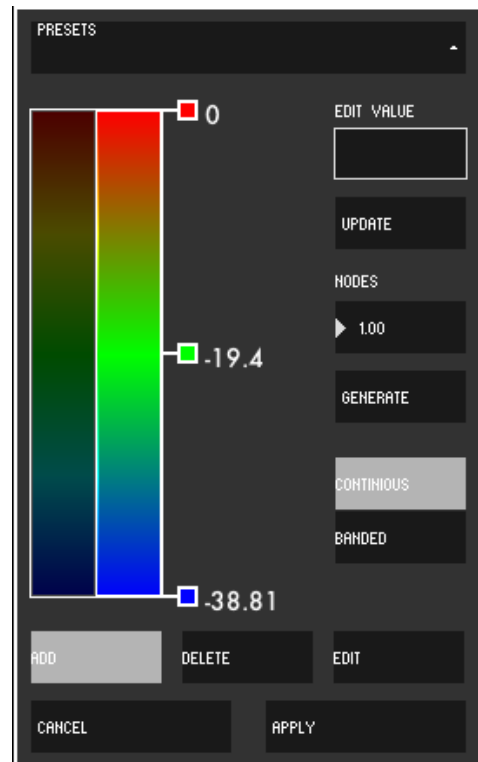 PRESETS
0
EDIT VALUE
UPDATE
NODES
1.00
-19.4
GENERATE
CONTINIOUS
BANDED
-38.81
ADD DELETE EDIT
CANCEL APPLY